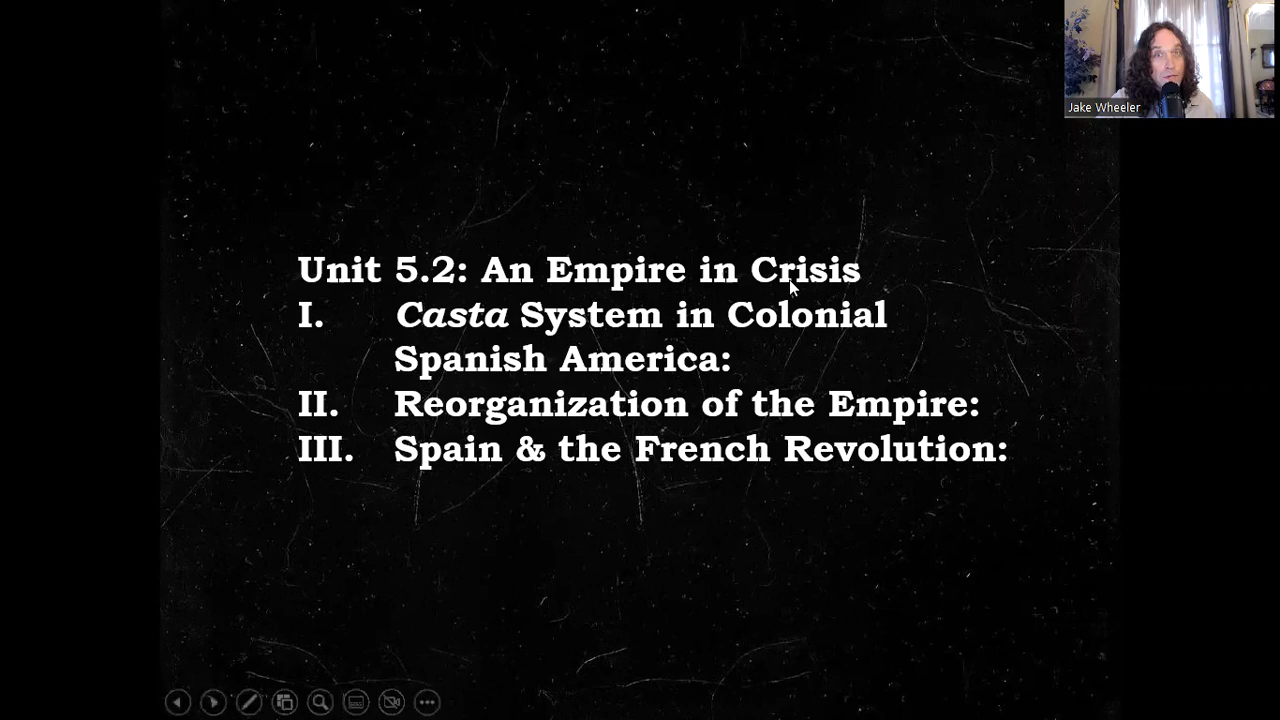 Jake Wheeler
Unit 5.2: An Empire in Crisis
I. Casta System in Colonial
Spanish America:
II. Reorganization of the Empire:
III. Spain & the French Revolution: